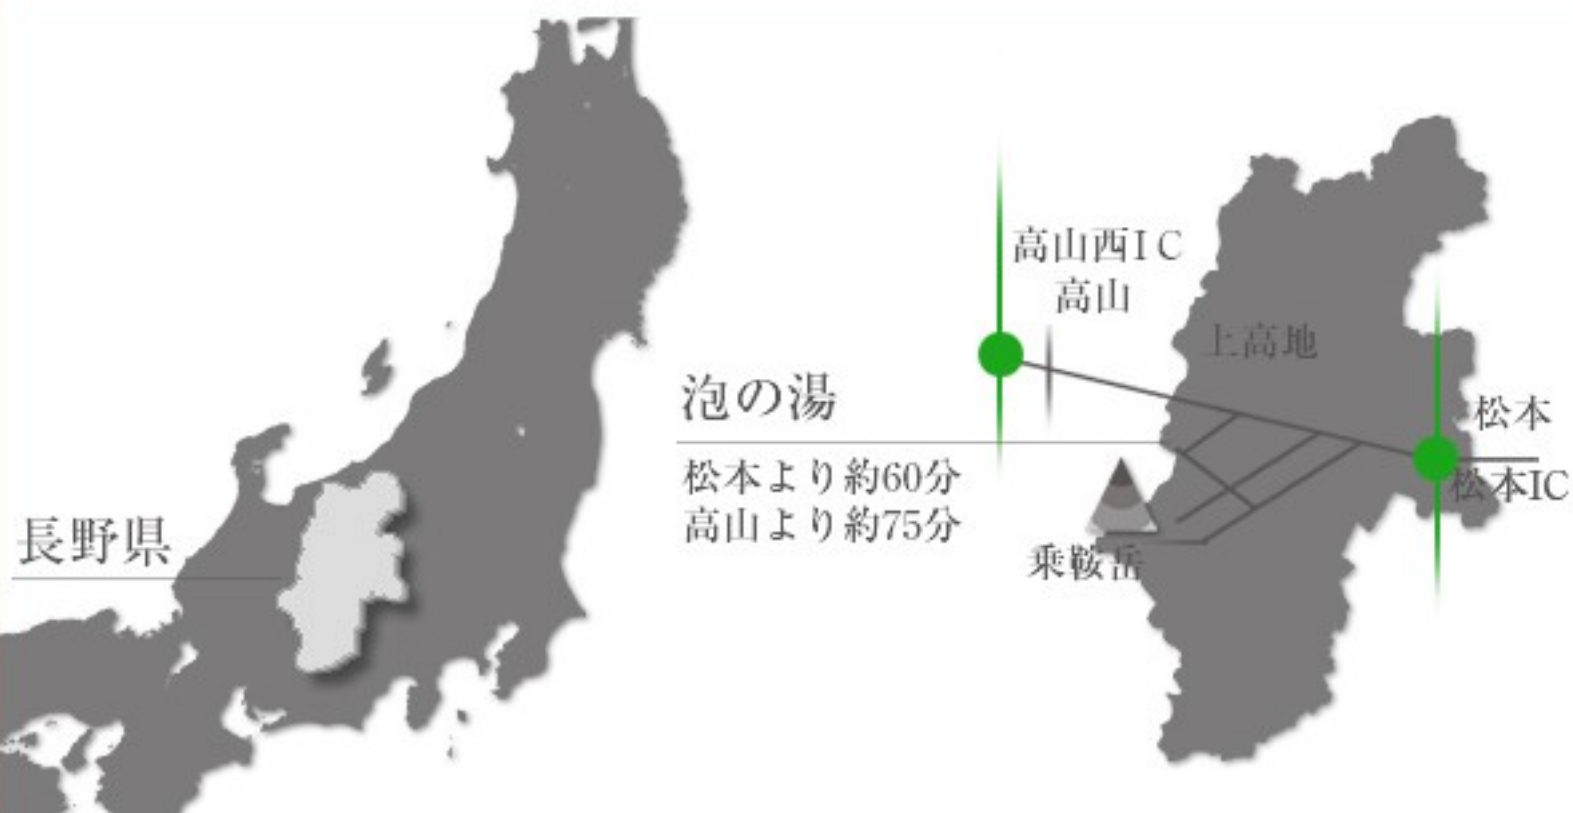 長野県
泡の湯
松本より約60分
高山より約75分
高山西IC
高山
上高地
乗鞍岳
松本
松本IC